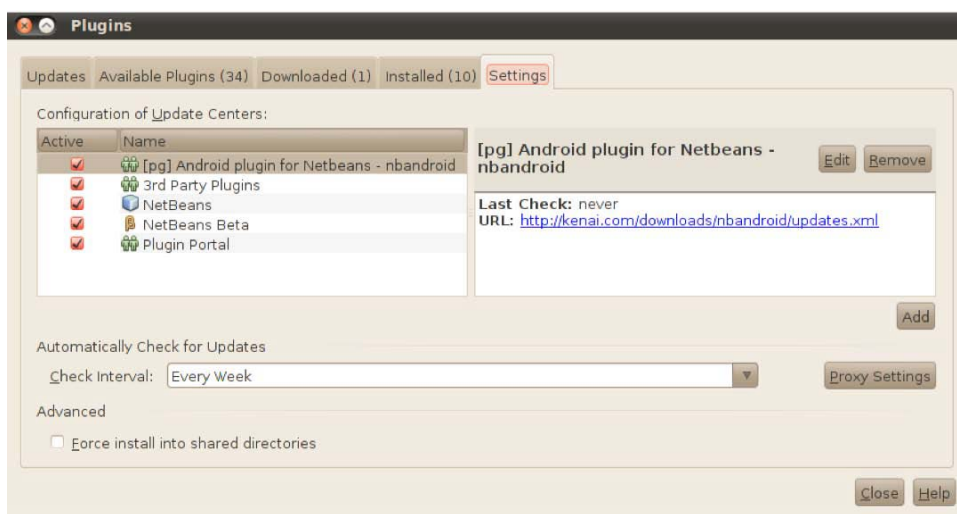 Plugins
Updates Available Plugins (34) Downloaded (1) Installed (10) Settings
Configuration of Update Centers:
Active Name
[pg] Android plugin for Netbeans - nbandroid
3rd Party Plugins
NetBeans
NetBeans Beta
Plugin Portal
[pg] Android plugin for Netbeans -
nbandroid
Edit Remove
Last Check: never
URL: http://kenai.com/downloads/nbandroid/updates.xml
Add
Automatically Check for Updates
Check Interval: Every Week Proxy Settings
Advanced
Force install into shared directories
Close Help